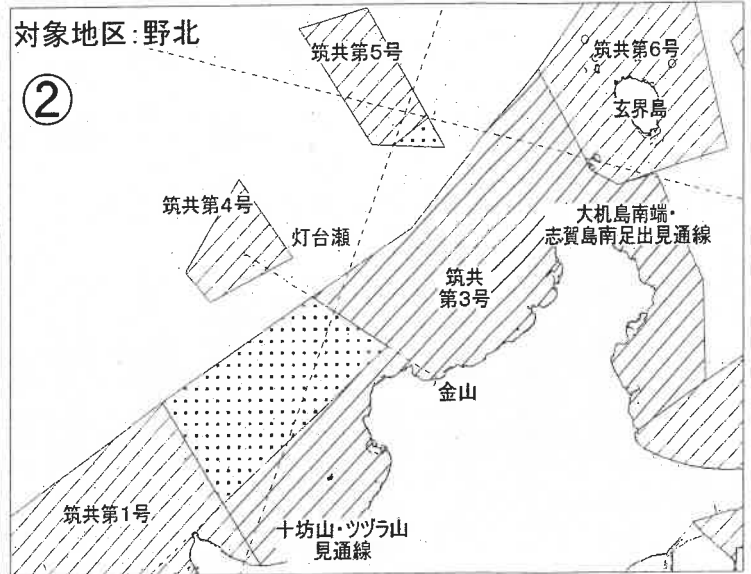 対象地区:野北
②
筑共第5号
筑共第6号
玄界島
筑共第4号
灯台瀬
大机島南端・
志賀島南足出見通線
筑共
第3号
金山
筑共第1号
十坊山・ツヅラ山
見通線